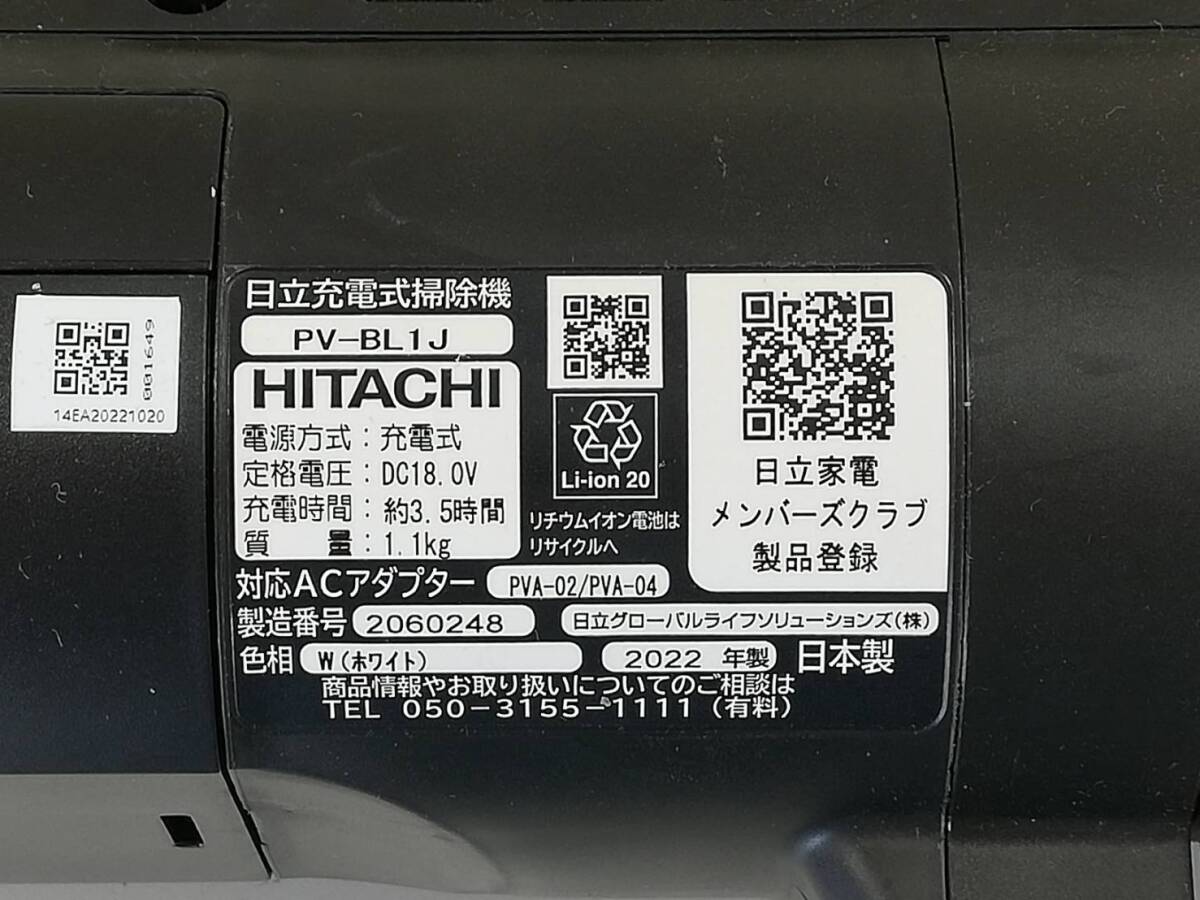 001649
14EA20221020
日立充電式掃除機
PV-BL1J
HITACHI
電源方式：充電式
定格電圧：DC18.0V
充電時間：約3.5時間
質　　量：1.1kg
Li-ion 20
リチウムイオン電池は
リサイクルへ
日立家電
メンバーズクラブ
製品登録
対応ACアダプター PVA-02/PVA-04
製造番号 2060248 日立グローバルライフソリューションズ(株)
色相 W(ホワイト) 2022 年製 日本製
商品情報やお取り扱いについてのご相談は
TEL 050-3155-1111（有料）